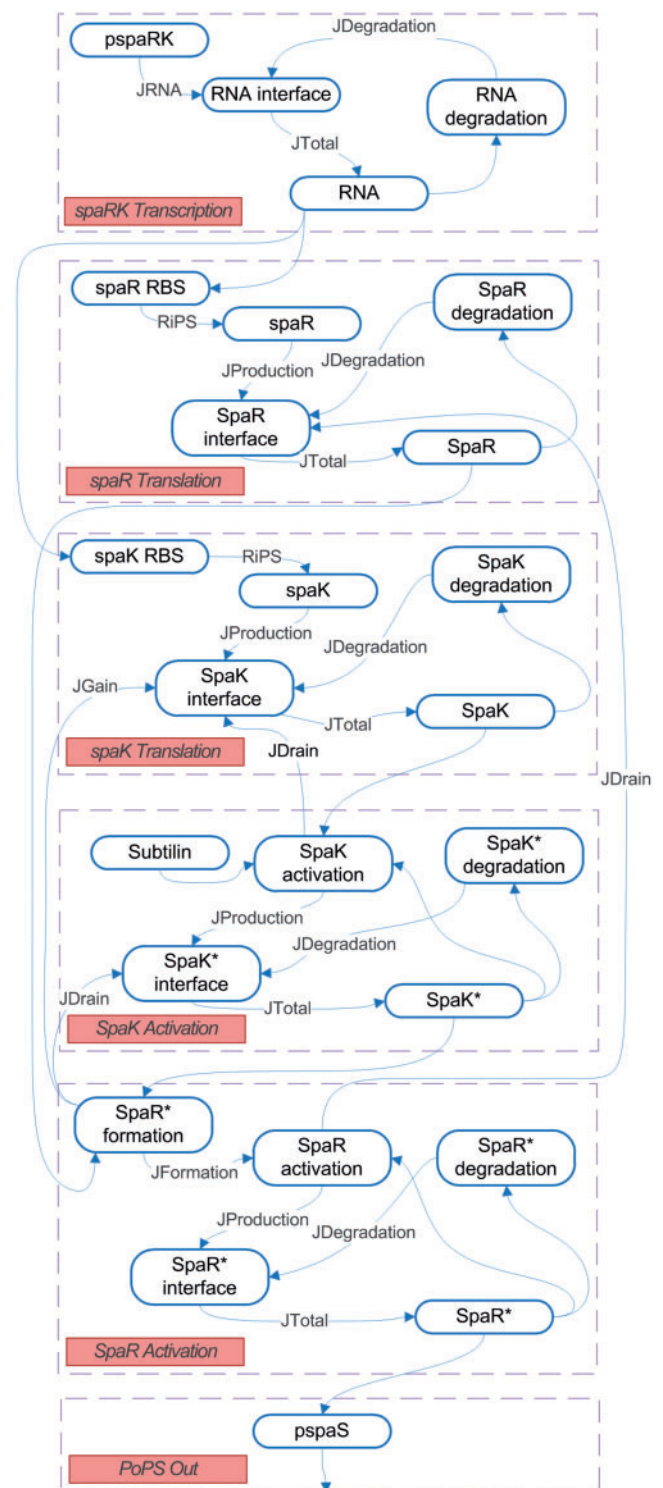 JDegradation
pspaRK
JRNA
RNA interface
RNA
degradation
JTotal
RNA
spaRK Transcription
spaR RBS
RiPS
spaR
SpaR
degradation
JProduction
JDegradation
SpaR
interface
JTotal
SpaR
spaR Translation
spaK RBS
RiPS
spaK
SpaK
degradation
JProduction
JDegradation
JGain
SpaK
interface
JTotal
SpaK
spaK Translation
JDrain
JDrain
Subtilin
SpaK
activation
SpaK*
degradation
JProduction
JDegradation
SpaK*
interface
JDrain
JTotal
SpaK*
SpaK Activation
SpaR*
formation
JFormation
SpaR
activation
SpaR*
degradation
JProduction
JDegradation
SpaR*
interface
JTotal
SpaR*
SpaR Activation
pspaS
PoPS Out